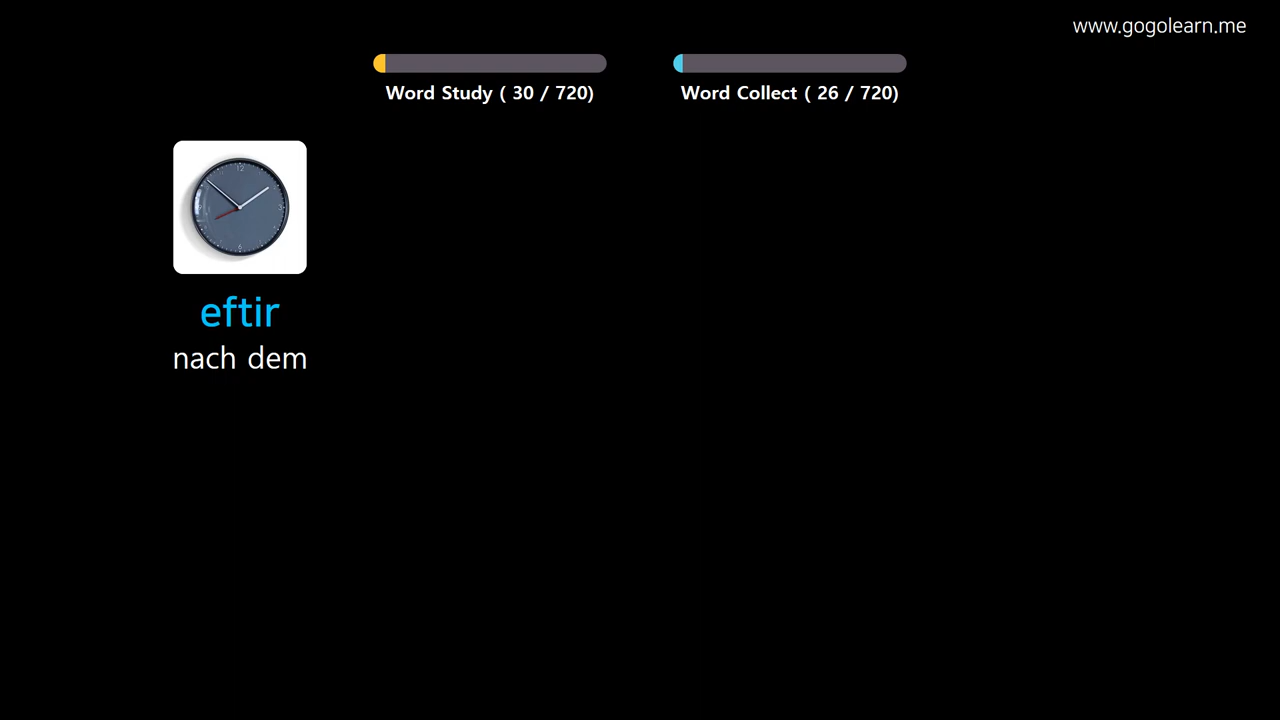 www.gogolearn.me
Word Study ( 30 / 720)
Word Collect ( 26 / 720)
eftir
nach dem